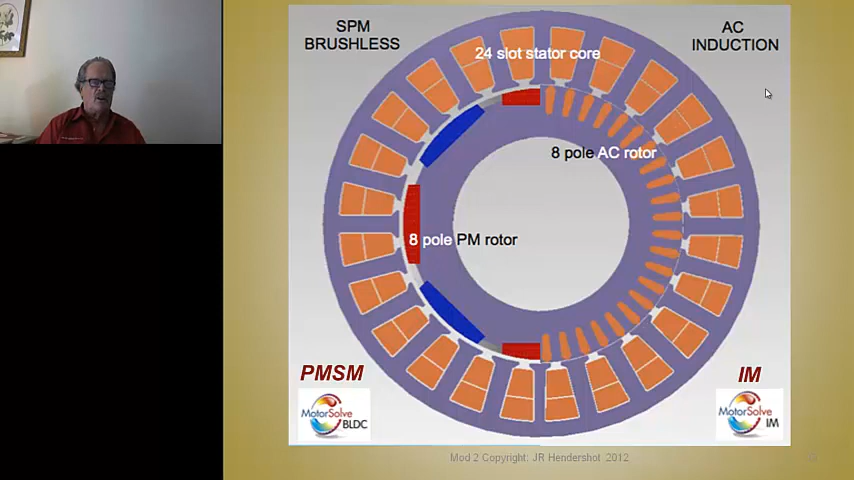 SPM
BRUSHLESS
AC
INDUCTION
24 slot stator core
8 pole AC rotor
8 pole PM rotor
PMSM
IM
MotorSolve
BLDC
MotorSolve
IM
Mod 2 Copyright: JR Hendershot 2012